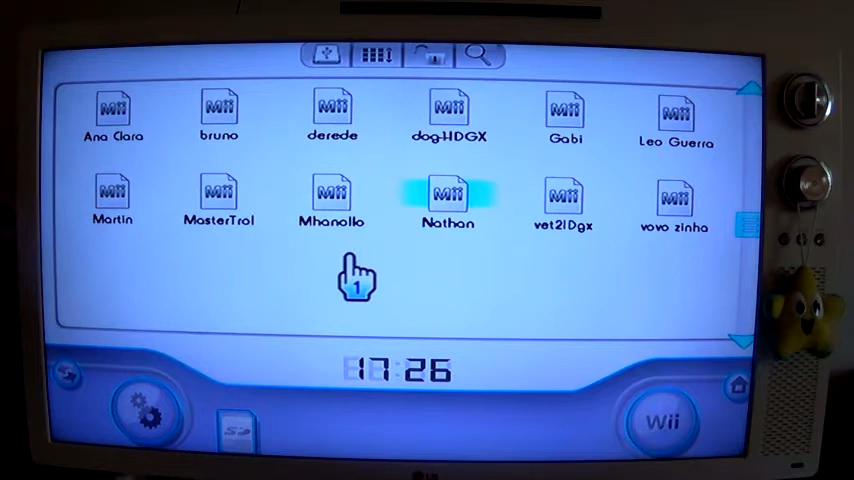 Mii Mii Mii Mii Mii Mii
Ana Clara bruno derede dog-HDGX Gabi Leo Guerra
Mii Mii Mii Mii Mii Mii
Martin MasterTrol Mhanollo Nathan vet21Dgx vovo zinha
1
17:26
SD
Wii
LG